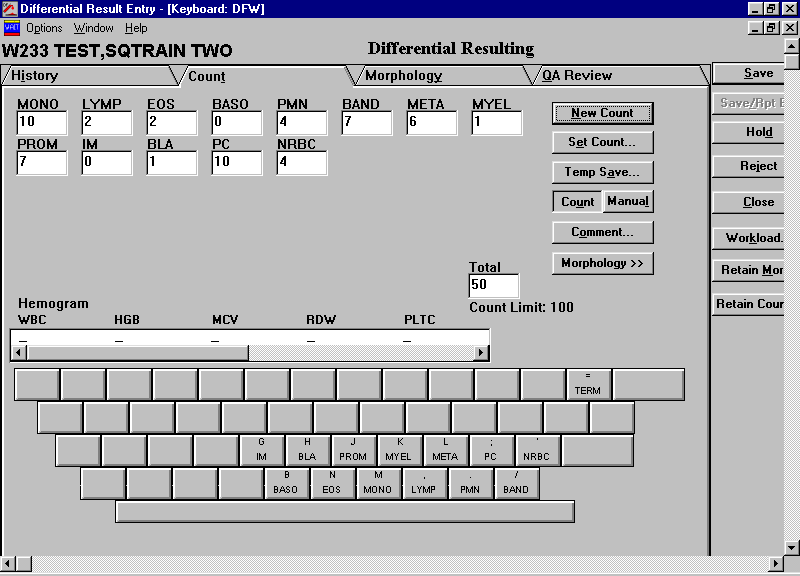 Differential Result Entry - [Keyboard: DFW]
Options Window Help
W233 TEST,SQTRAIN TWO Differential Resulting
History Count Morphology QA Review
MONO LYMP EOS BASO PMN BAND META MYEL
10 2 2 0 4 7 6 1
PROM IM BLA PC NRBC
7 0 1 10 4
New Count
Set Count...
Temp Save...
Count Manual
Comment...
Morphology >>
Total
50
Count Limit: 100
Save
Save/Rpt E
Hold
Reject
Close
Workload.
Retain Mor
Retain Cour
Hemogram
WBC HGB MCV RDW PLTC
_ _ _ _ _
= TERM
G H J K L ; '
IM BLA PROM MYEL META PC NRBC
B N M , . /
BASO EOS MONO LYMP PMN BAND